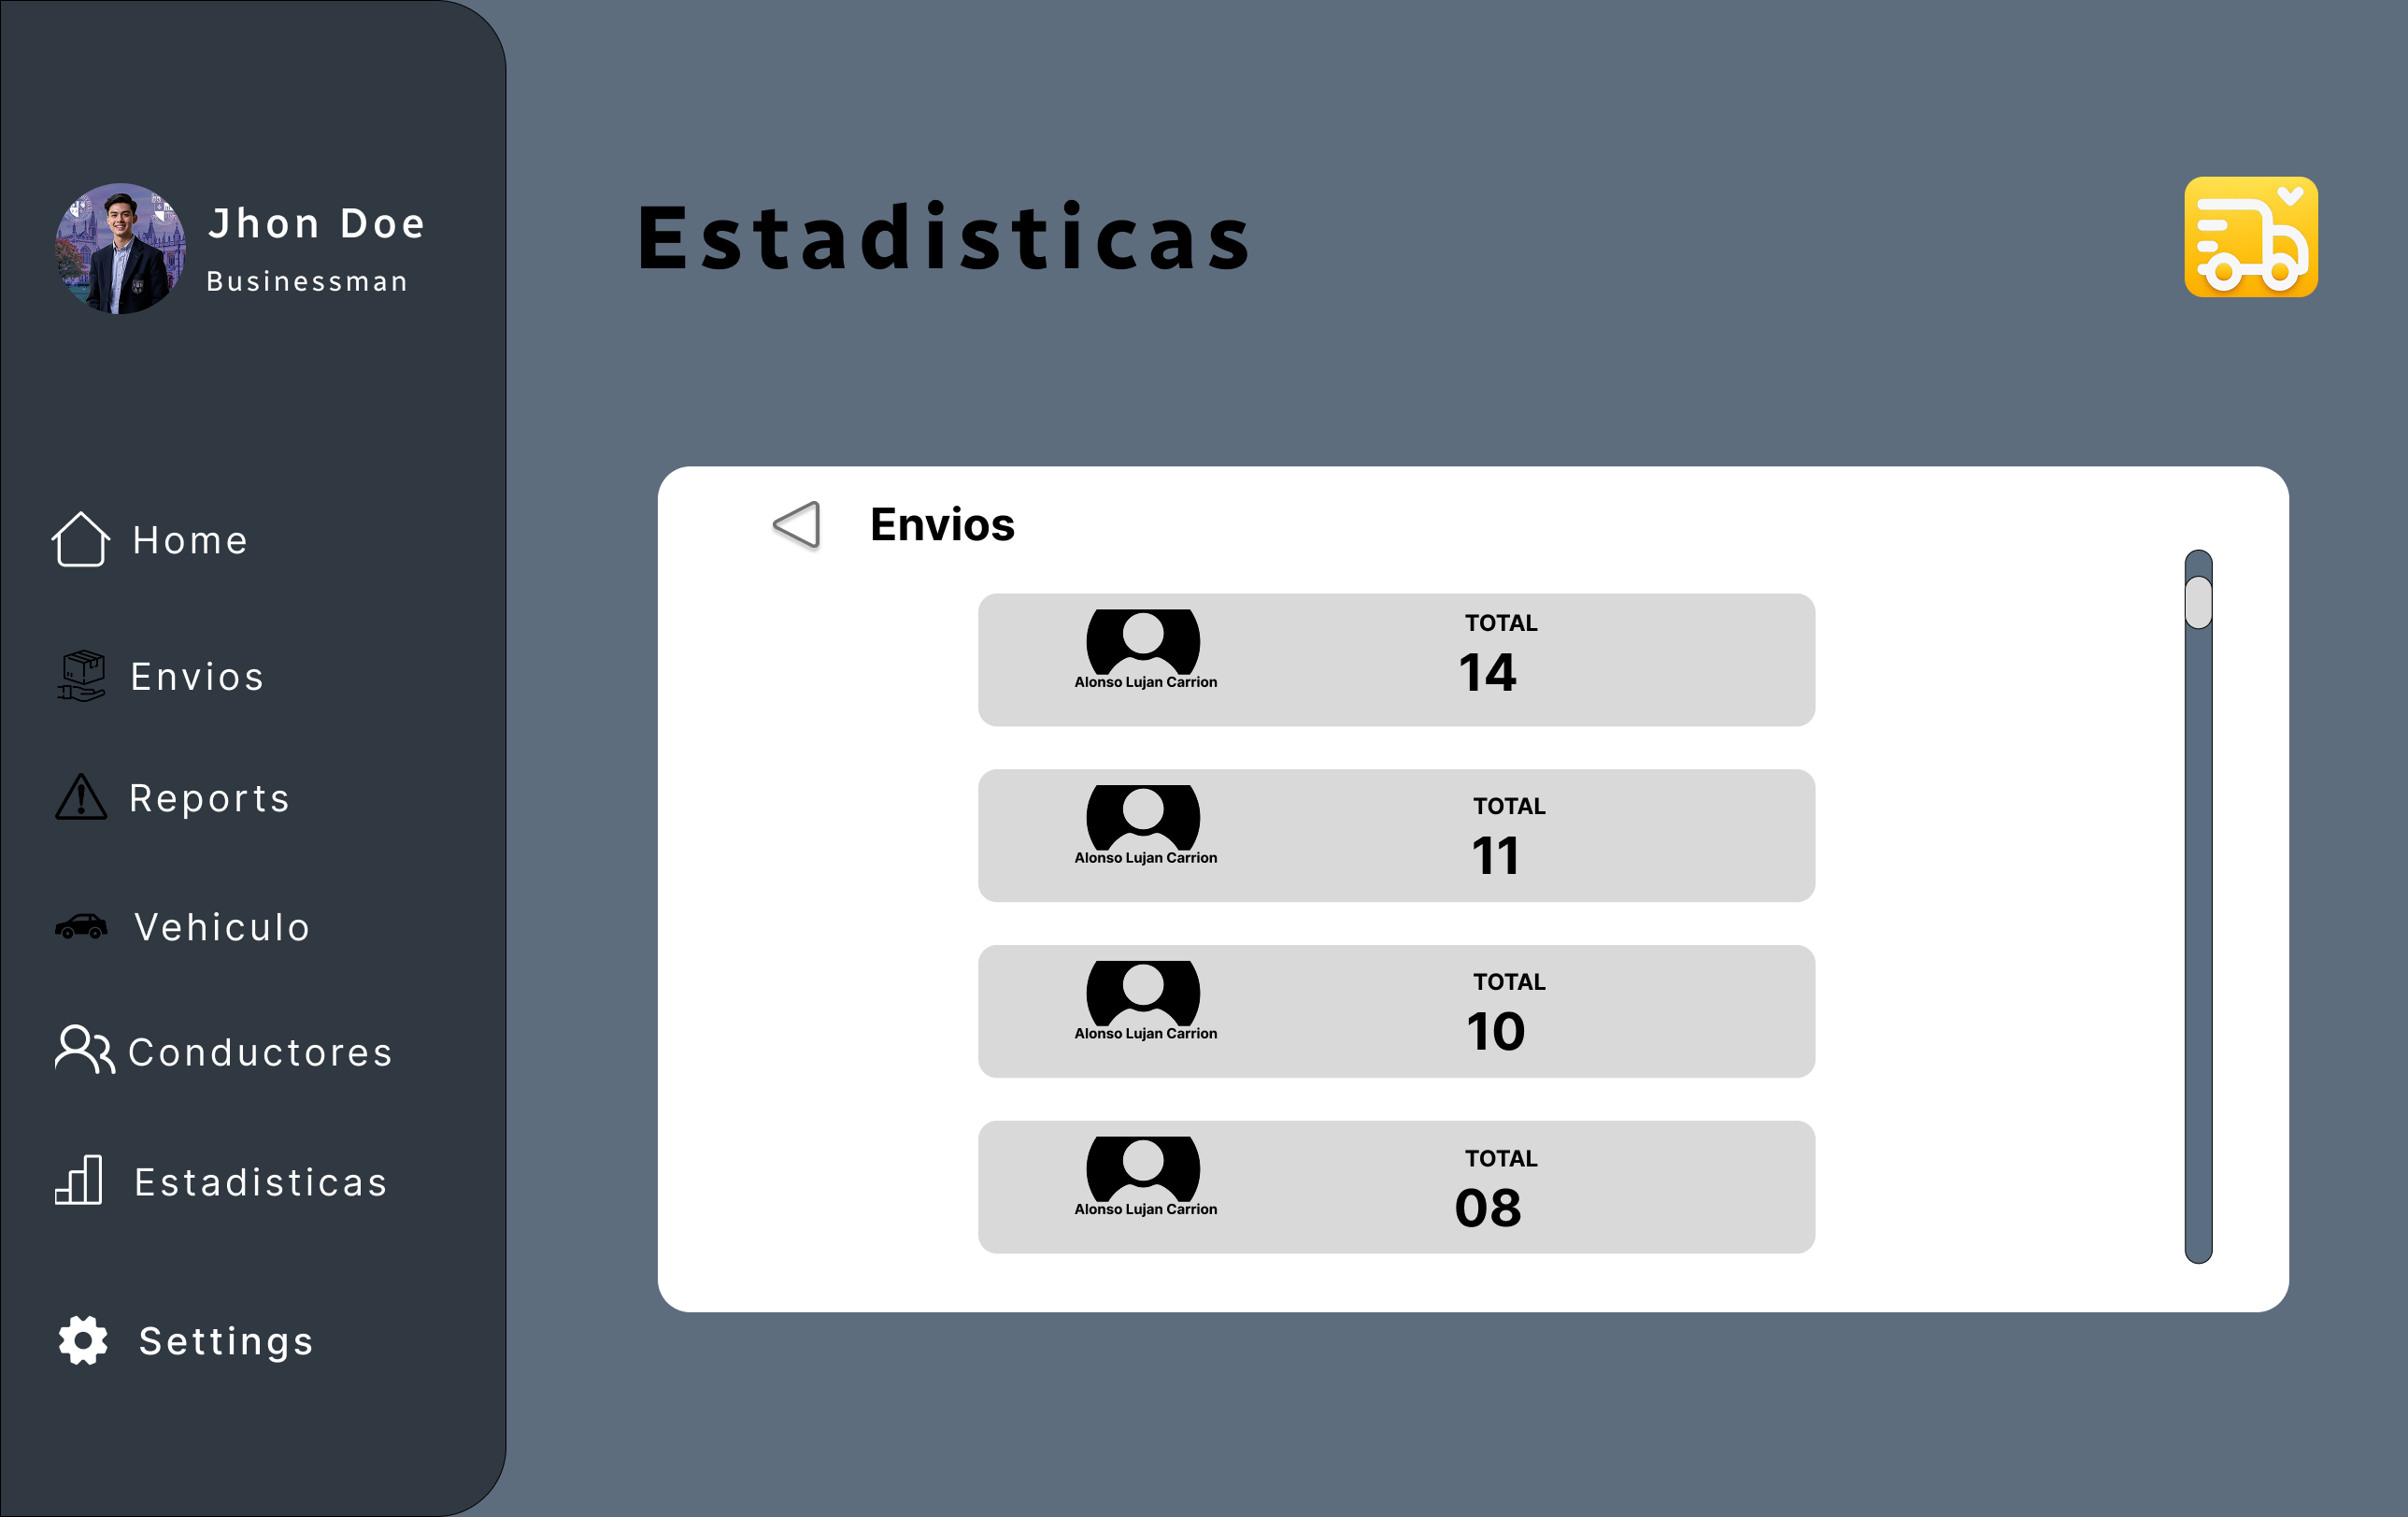 Jhon Doe
Businessman
Home
Envios
Reports
Vehiculo
Conductores
Estadisticas
Settings
Estadisticas
Envios
Alonso Lujan Carrion
TOTAL
14
Alonso Lujan Carrion
TOTAL
11
Alonso Lujan Carrion
TOTAL
10
Alonso Lujan Carrion
TOTAL
08